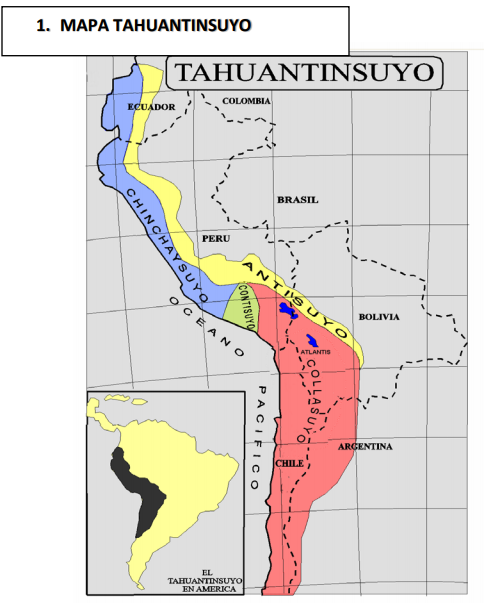 1. MAPA TAHUANTINSUYO
TAHUANTINSUYO
COLOMBIA
ECUADOR
BRASIL
CHINCHAYSUYO
PERU
ANTISUYO
CONTISUYO
OCEANO
BOLIVIA
ATLANTIS
COLLASUYO
PACIFICO
ARGENTINA
CHILE
EL
TAHUANTINSUYO
EN AMERICA